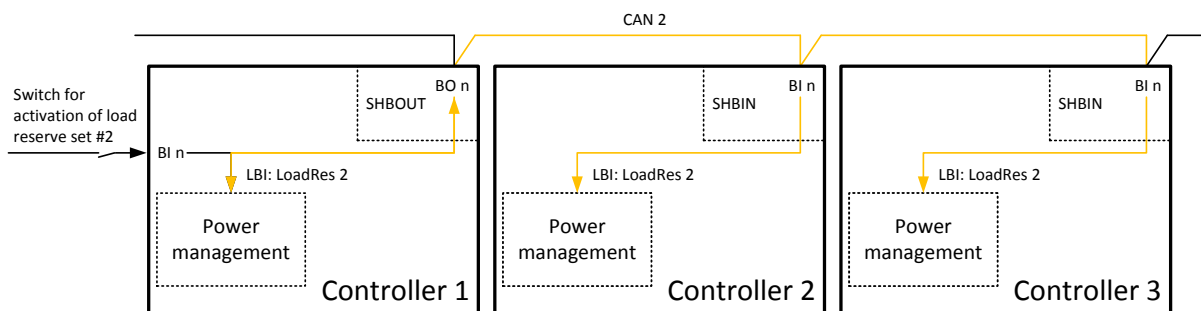 CAN 2
Switch for
activation of load
reserve set #2
BI n
SHBOUT
BO n
LBI: LoadRes 2
Power
management
Controller 1
SHBIN
BI n
LBI: LoadRes 2
Power
management
Controller 2
SHBIN
BI n
LBI: LoadRes 2
Power
management
Controller 3